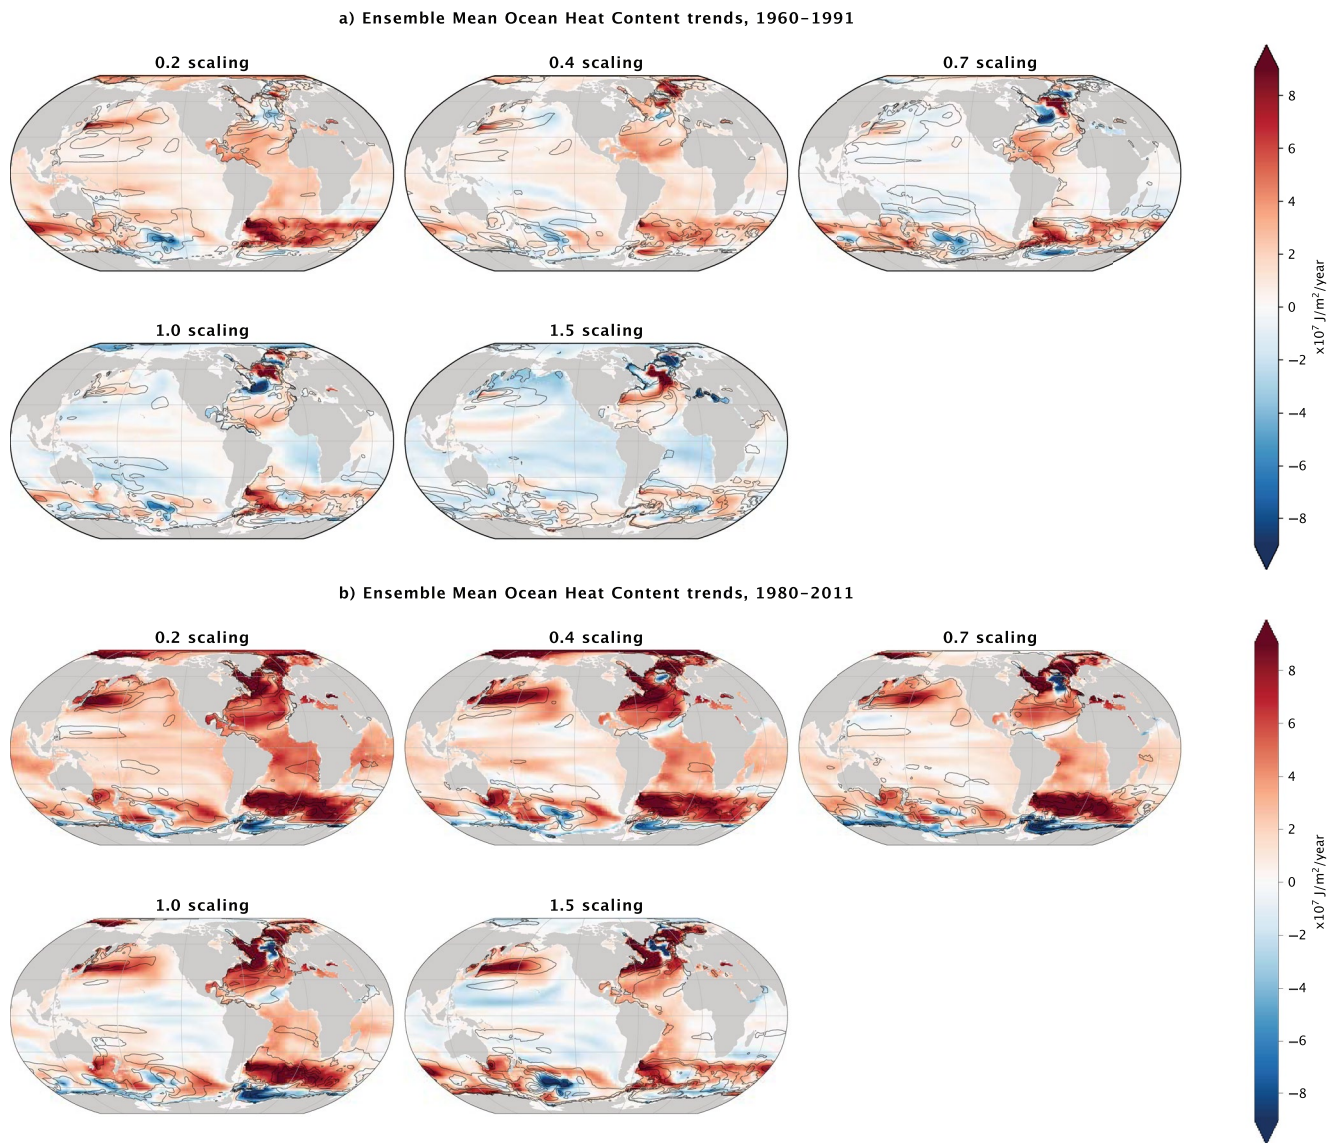 a) Ensemble Mean Ocean Heat Content trends, 1960–1991
0.2 scaling
0.4 scaling
0.7 scaling
1.0 scaling
1.5 scaling
8
6
4
2
0
−2
−4
−6
−8
x10⁷ J/m²/year
b) Ensemble Mean Ocean Heat Content trends, 1980–2011
0.2 scaling
0.4 scaling
0.7 scaling
1.0 scaling
1.5 scaling
8
6
4
2
0
−2
−4
−6
−8
x10⁷ J/m²/year